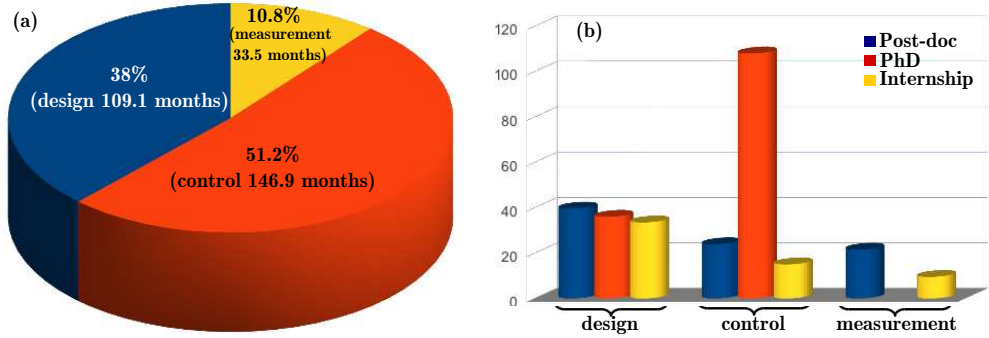 (a)
10.8%
(measurement
33.5 months)
38%
(design 109.1 months)
51.2%
(control 146.9 months)
(b)
120
100
80
60
40
20
0
Post-doc
PhD
Internship
design
control
measurement